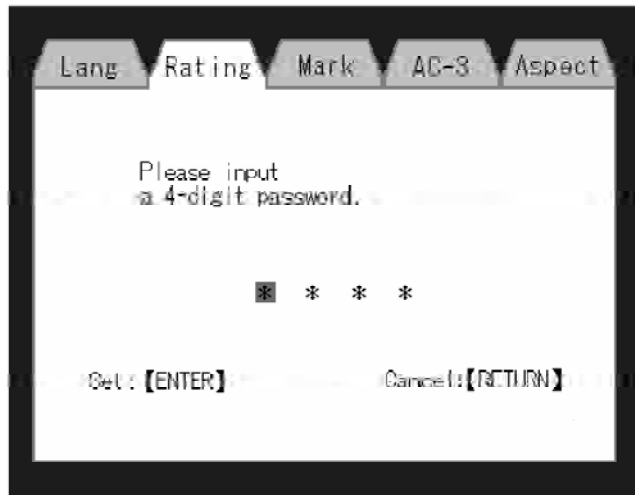 Lang Rating Mark AC-3 Aspect
Please input
a 4-digit password.
* * * *
Set:【ENTER】 Cancel:【RETURN】